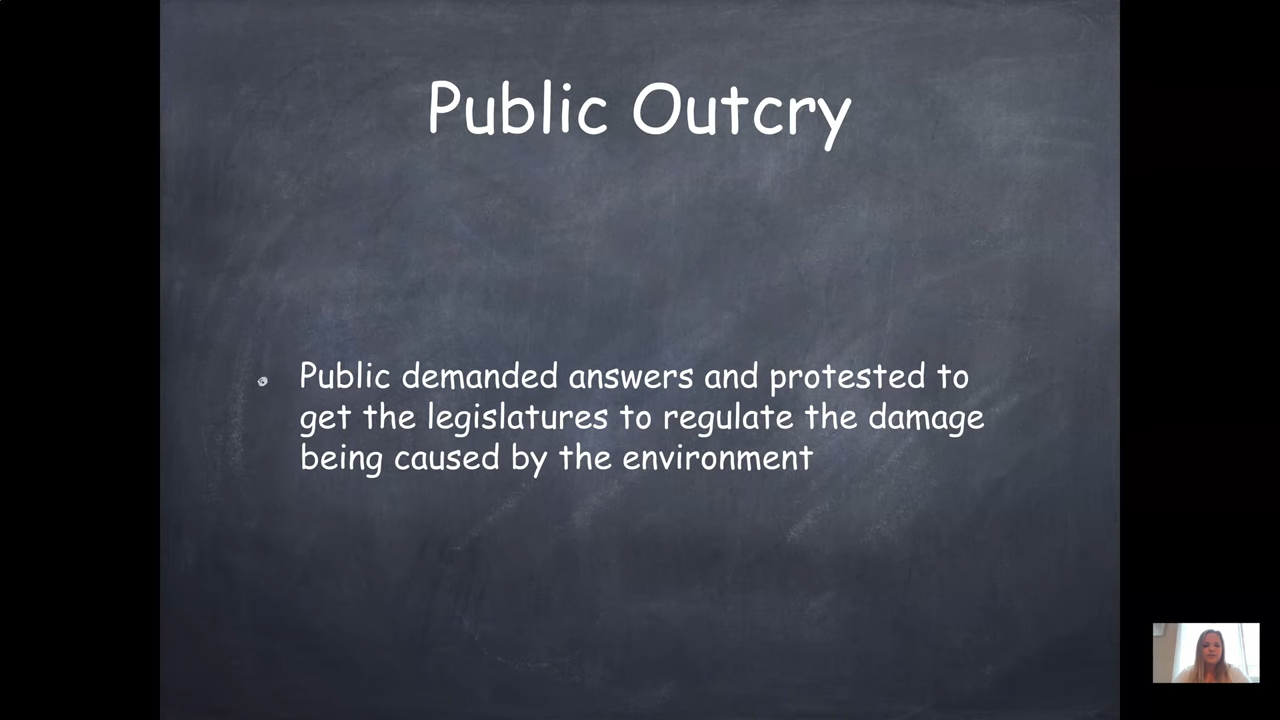 Public Outcry
Public demanded answers and protested to
get the legislatures to regulate the damage
being caused by the environment